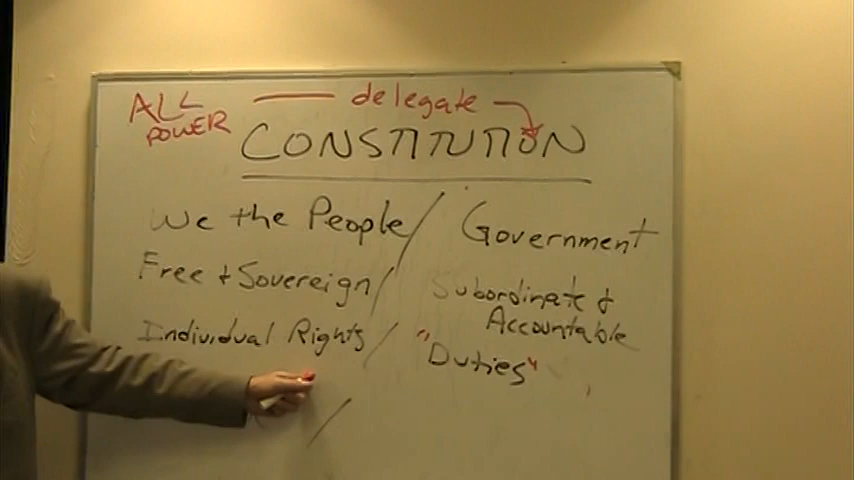 ALL delegate
POWER
CONSTITUTION
We the People / Government
Free & Sovereign / Subordinate &
Accountable
Individual Rights / "Duties"
/